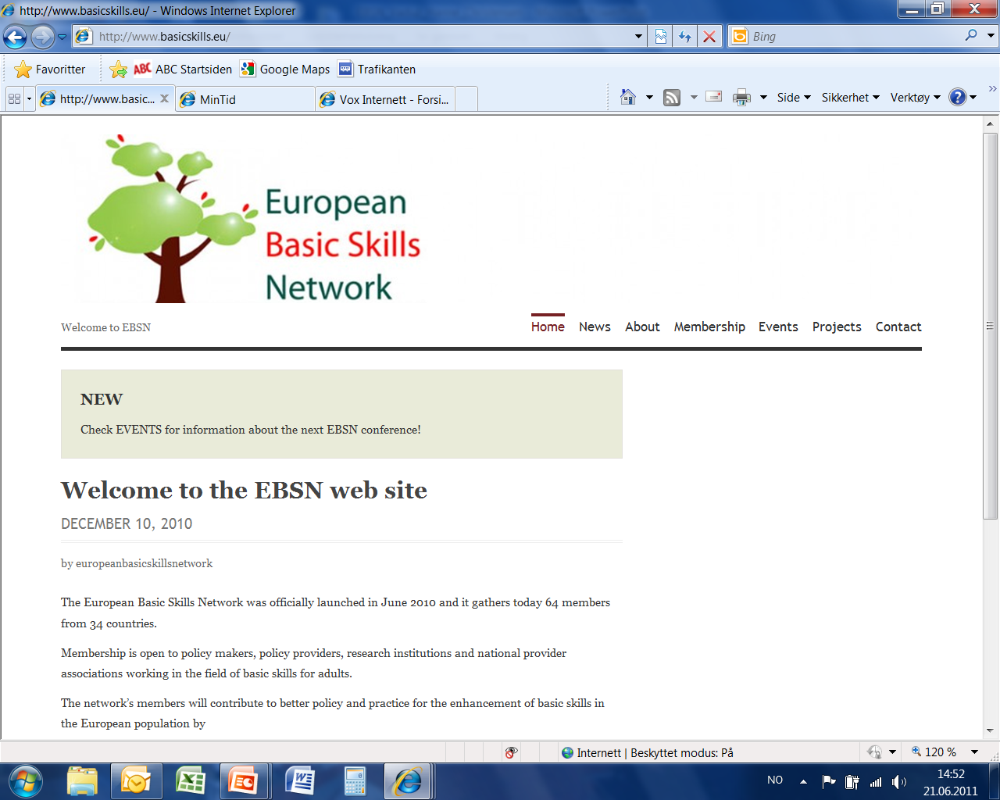 http://www.basicskills.eu/ - Windows Internet Explorer
http://www.basicskills.eu/
Bing
Favoritter
ABC ABC Startsiden
Google Maps
Trafikanten
http://www.basic...
MinTid
Vox Internett - Forsi...
Side
Sikkerhet
Verktøy
European
Basic Skills
Network
Welcome to EBSN
Home
News
About
Membership
Events
Projects
Contact
NEW
Check EVENTS for information about the next EBSN conference!
Welcome to the EBSN web site
DECEMBER 10, 2010
by europeanbasicskillsnetwork
The European Basic Skills Network was officially launched in June 2010 and it gathers today 64 members
from 34 countries.
Membership is open to policy makers, policy providers, research institutions and national provider
associations working in the field of basic skills for adults.
The network's members will contribute to better policy and practice for the enhancement of basic skills in
the European population by
Internett | Beskyttet modus: På
120 %
NO
14:52
21.06.2011